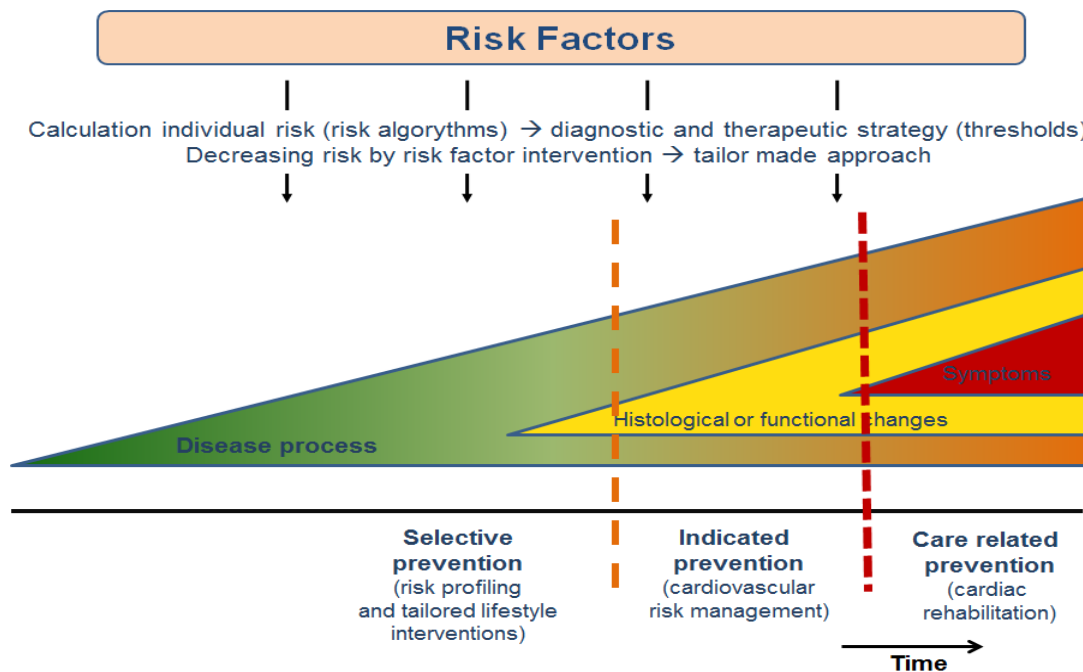 Risk Factors
Calculation individual risk (risk algorythms) → diagnostic and therapeutic strategy (thresholds)
Decreasing risk by risk factor intervention → tailor made approach
Symptoms
Histological or functional changes
Disease process
Selective
prevention
(risk profiling
and tailored lifestyle
interventions)
Indicated
prevention
(cardiovascular
risk management)
Care related
prevention
(cardiac
rehabilitation)
Time